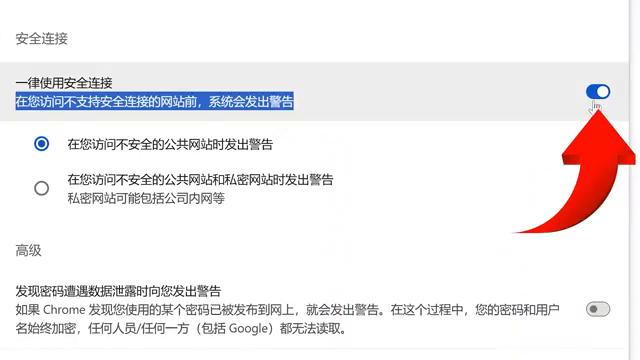 安全连接
一律使用安全连接
在您访问不支持安全连接的网站前，系统会发出警告
在您访问不安全的公共网站时发出警告
在您访问不安全的公共网站和私密网站时发出警告
私密网站可能包括公司内网等
高级
发现密码遭遇数据泄露时向您发出警告
如果 Chrome 发现您使用的某个密码已被发布到网上，就会发出警告。在这个过程中，您的密码和用户
名始终加密，任何人员/任何一方（包括 Google）都无法读取。